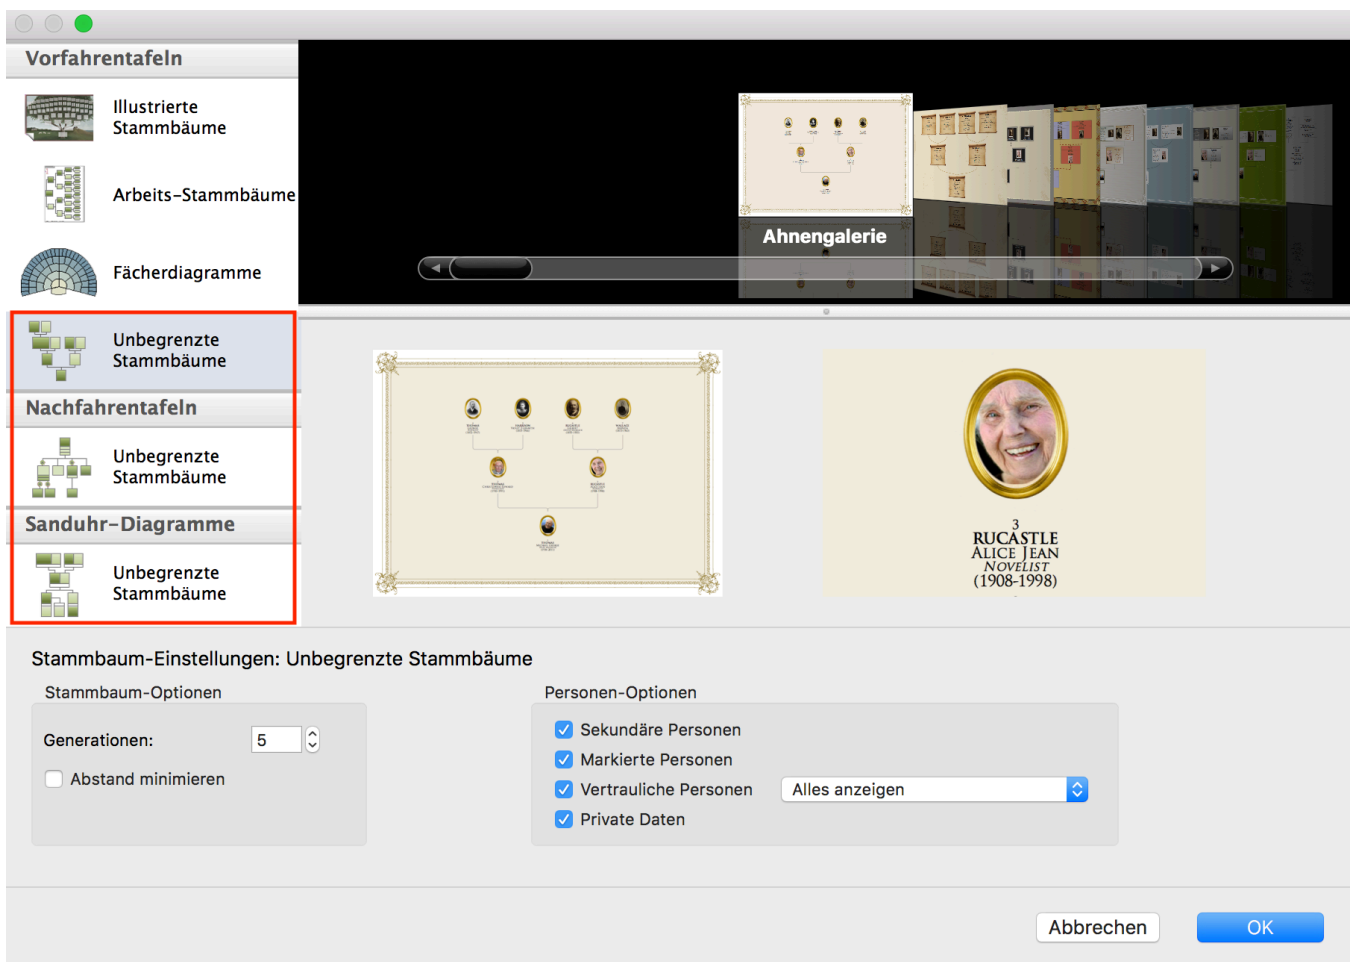 Vorfahrentafeln
Illustrierte
Stammbäume
Arbeits-Stammbäume
Fächerdiagramme
Unbegrenzte
Stammbäume
Nachfahrentafeln
Unbegrenzte
Stammbäume
Sanduhr-Diagramme
Unbegrenzte
Stammbäume
Ahnengalerie
3
RUCASTLE
ALICE JEAN
NOVELIST
(1908-1998)
Stammbaum-Einstellungen: Unbegrenzte Stammbäume
Stammbaum-Optionen
Generationen: 5
Abstand minimieren
Personen-Optionen
Sekundäre Personen
Markierte Personen
Vertrauliche Personen Alles anzeigen
Private Daten
Abbrechen OK